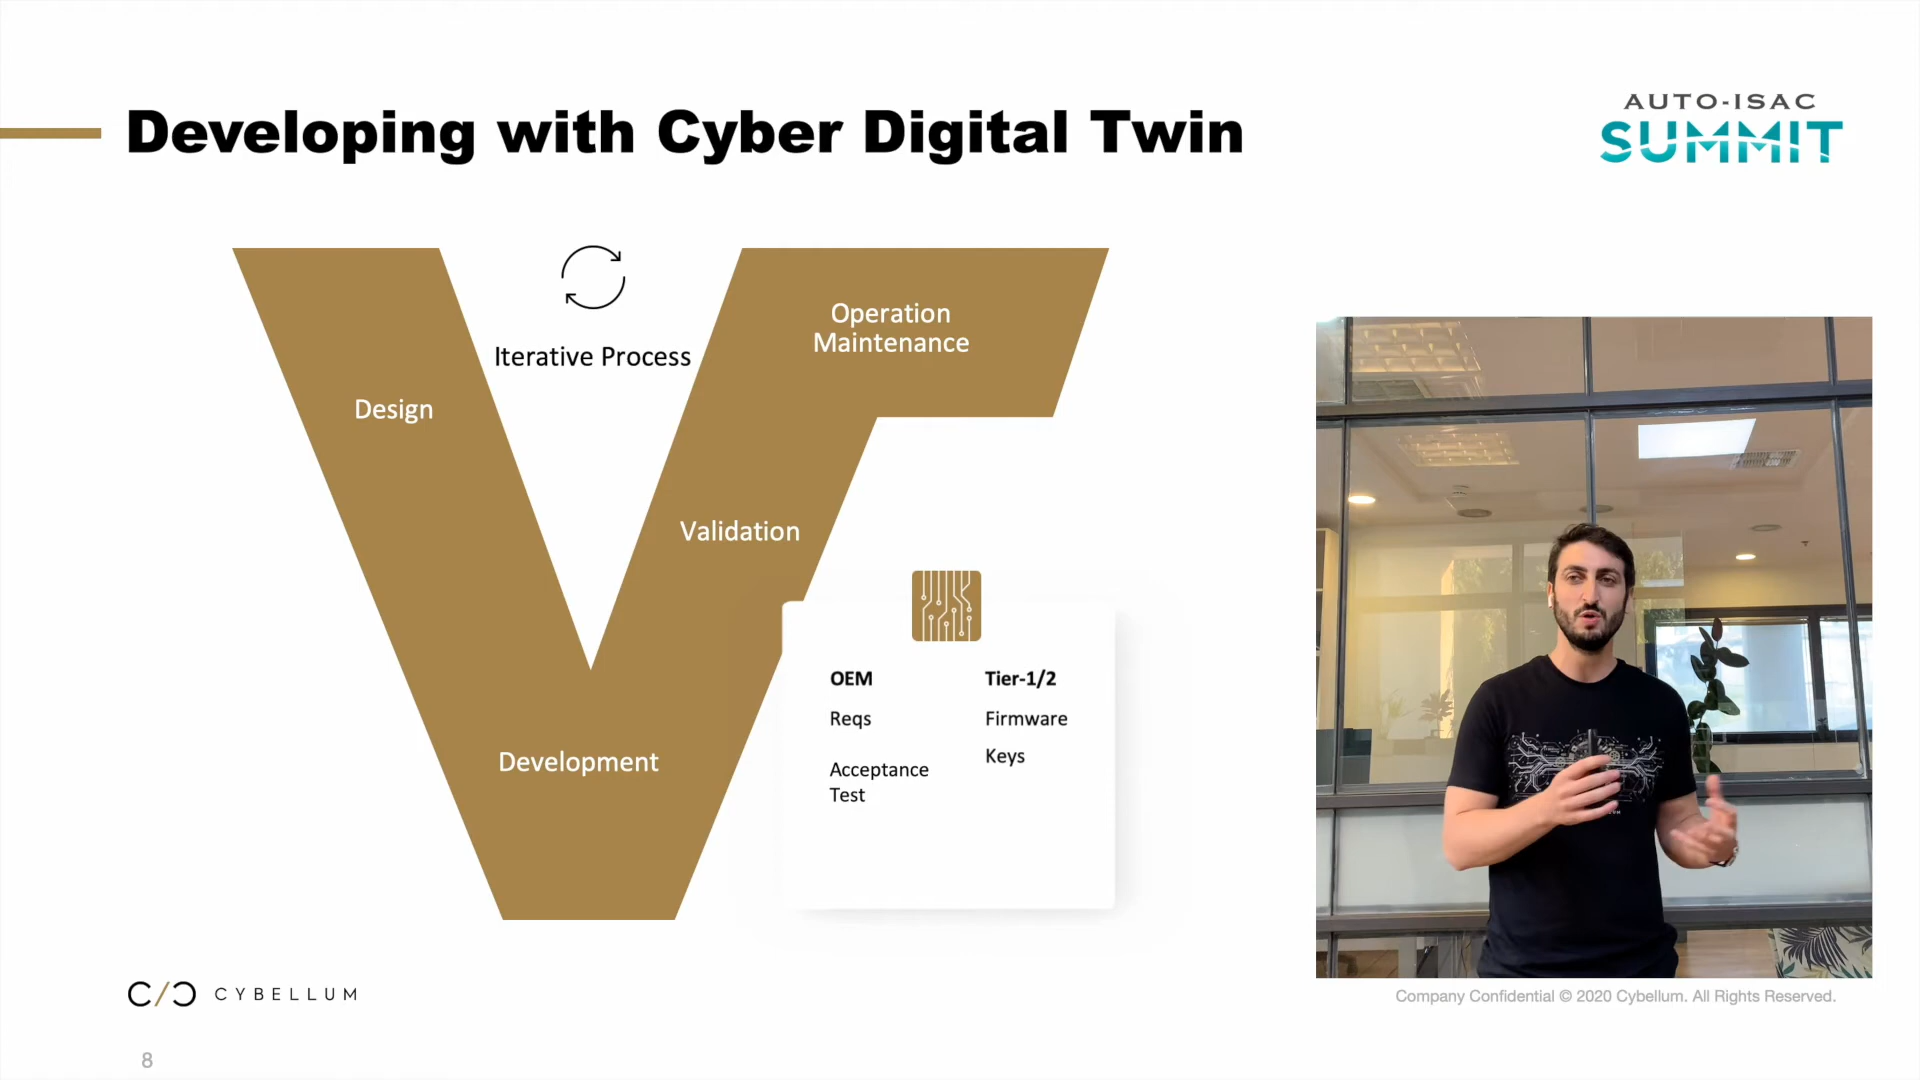 Developing with Cyber Digital Twin
AUTO-ISAC
SUMMIT
Iterative Process
Operation
Maintenance
Design
Validation
Development
OEM
Tier-1/2
Reqs
Firmware
Keys
Acceptance
Test
C/C CYBELLUM
Company Confidential © 2020 Cybellum. All Rights Reserved.
8